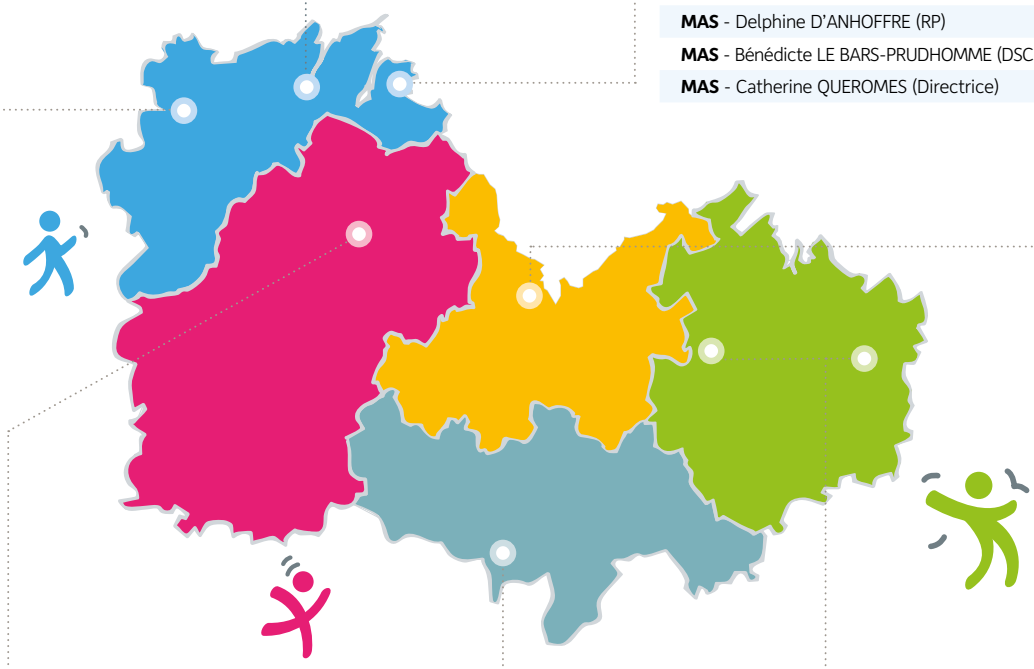 MAS - Delphine D’ANHOFFRE (RP)
MAS - Bénédicte LE BARS-PRUDHOMME (DSC
MAS - Catherine QUEROMES (Directrice)